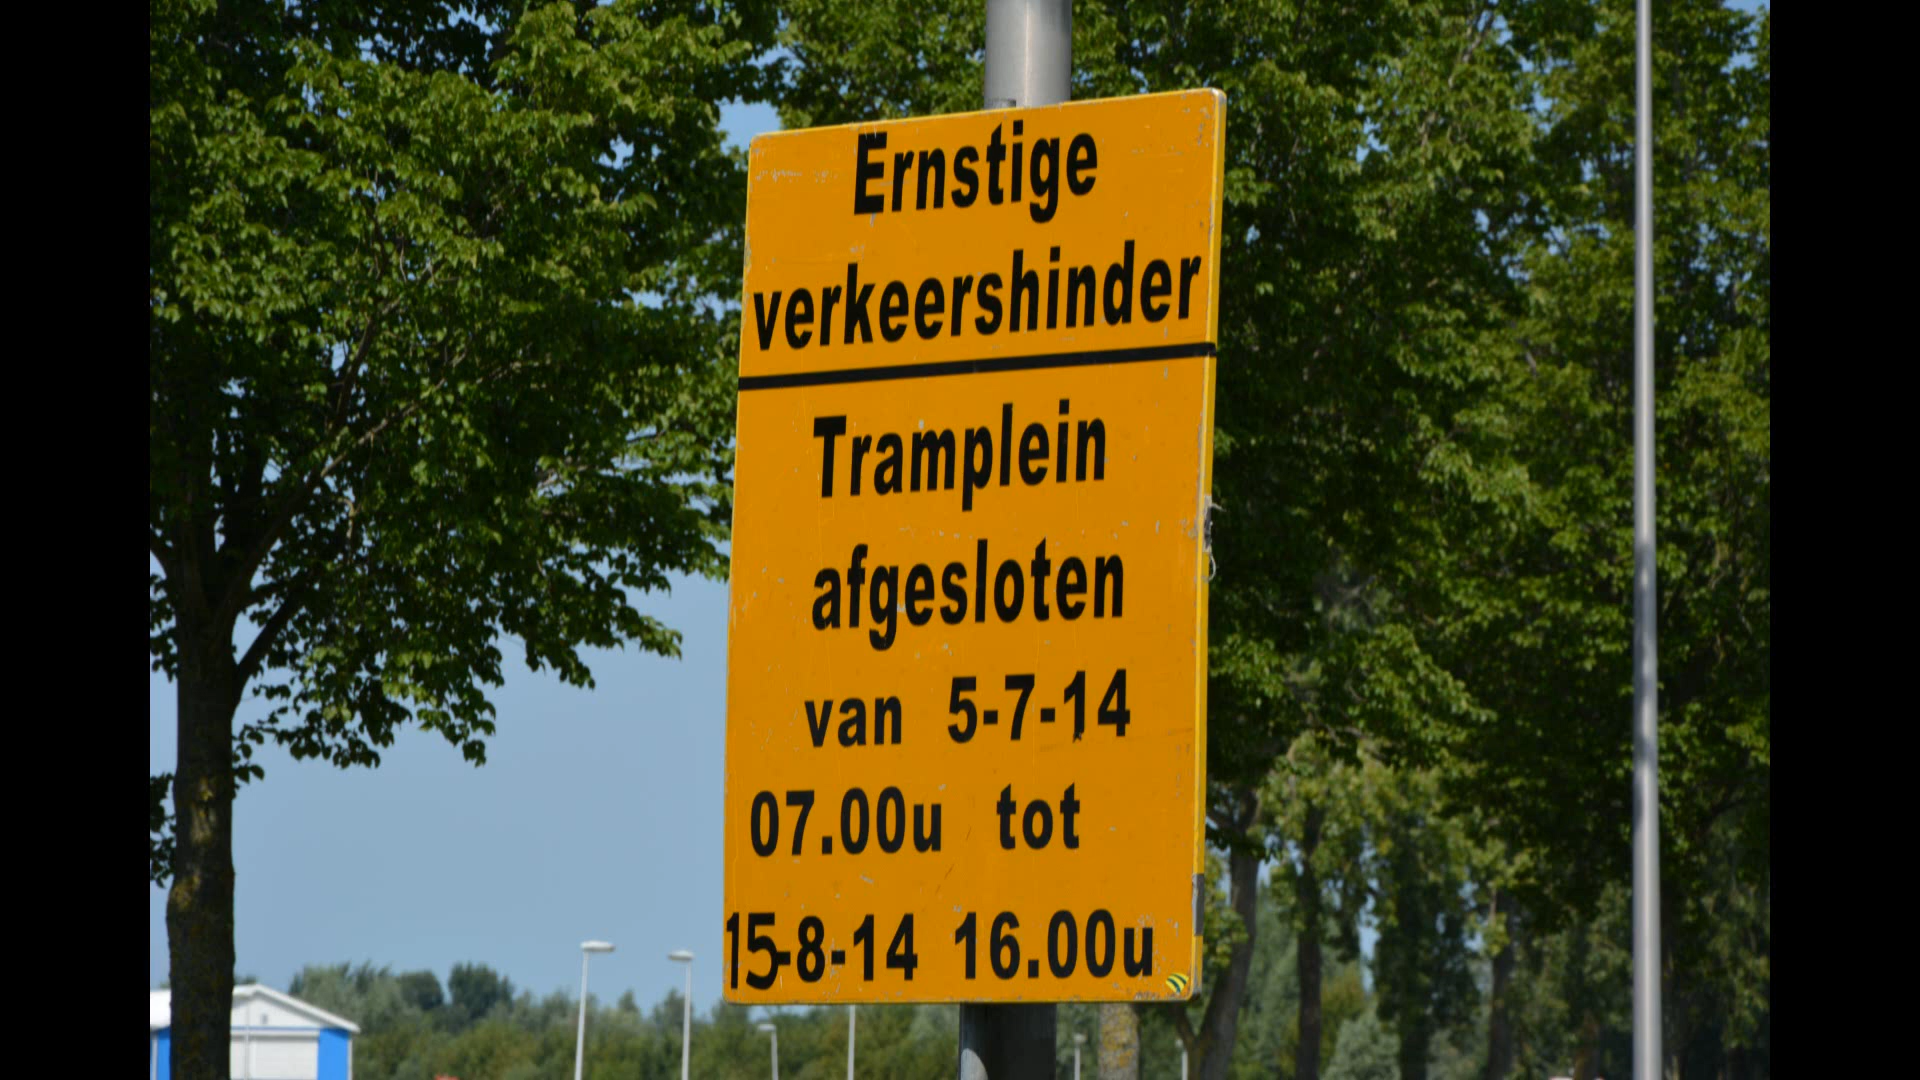 Ernstige
verkeershinder
Tramplein
afgesloten
van 5-7-14
07.00u tot
15-8-14 16.00u